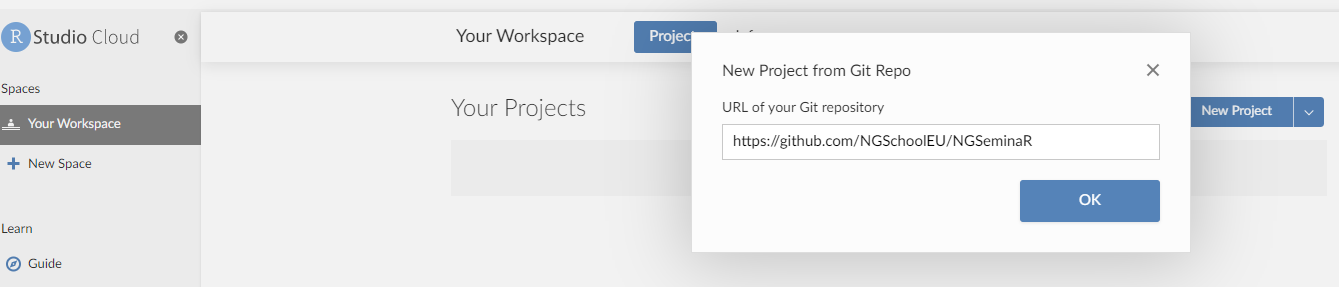 R Studio Cloud
Spaces
Your Workspace
New Space
Learn
Guide
Your Workspace
Project
Your Projects
New Project
New Project from Git Repo
URL of your Git repository
https://github.com/NGSchoolEU/NGSeminaR
OK